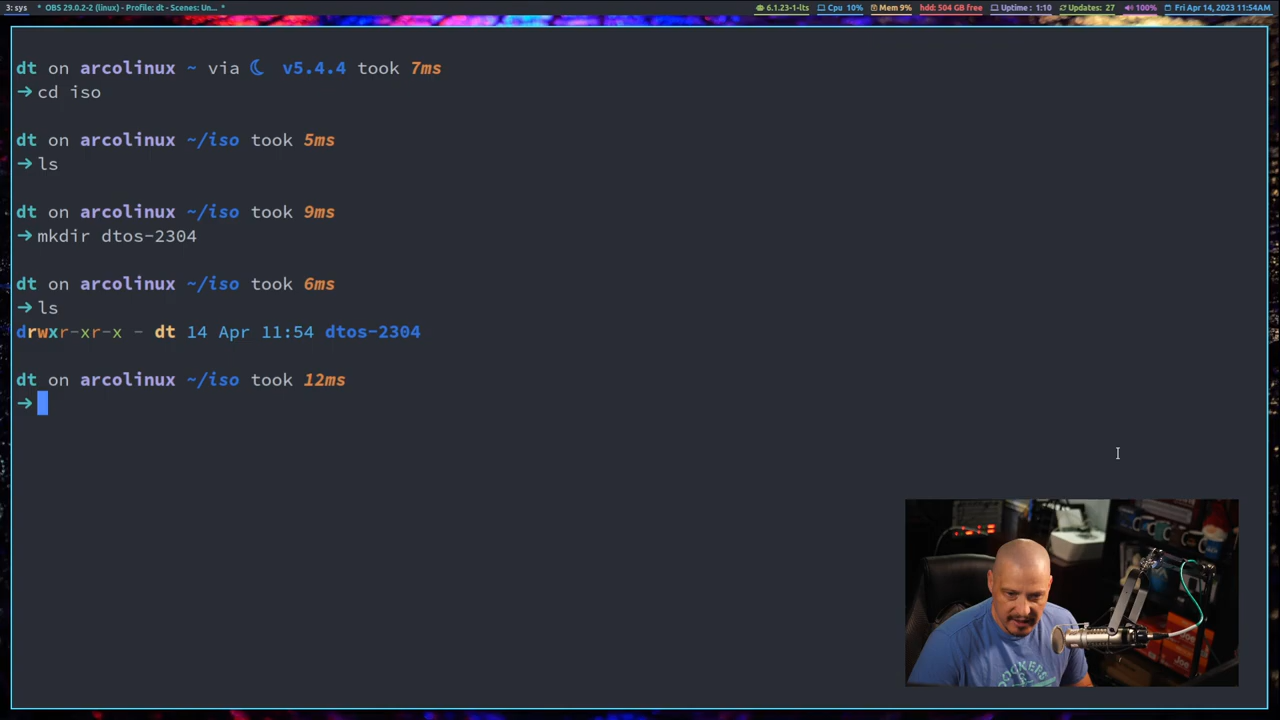 3: sys * OBS 29.0.2-2 (linux) - Profile: dt - Scenes: Un... * 6.1.23-1-lts Cpu 10% Mem 9% hdd: 504 GB free Uptime : 1:10 Updates: 27 100% Fri Apr 14, 2023 11:54AM
dt on arcolinux ~ via v5.4.4 took 7ms
→ cd iso
dt on arcolinux ~/iso took 5ms
→ ls
dt on arcolinux ~/iso took 9ms
→ mkdir dtos-2304
dt on arcolinux ~/iso took 6ms
→ ls
drwxr-xr-x - dt 14 Apr 11:54 dtos-2304
dt on arcolinux ~/iso took 12ms
→